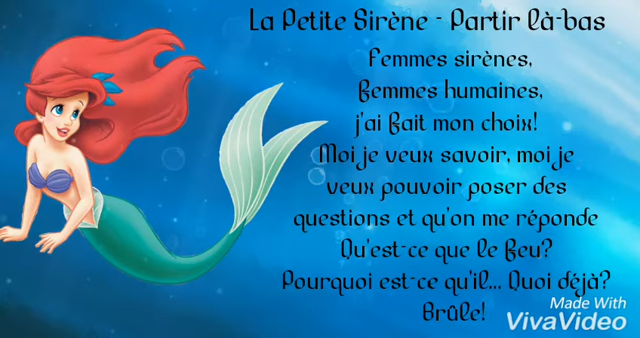 La Petite Sirène - Partir là-bas
Femmes sirènes,
Femmes humaines,
j'ai fait mon choix!
Moi je veux savoir, moi je
veux pouvoir poser des
questions et qu'on me réponde
Qu'est-ce que le feu?
Pourquoi est-ce qu'il... Quoi déjà?
Brûle!
Made With
VivaVideo